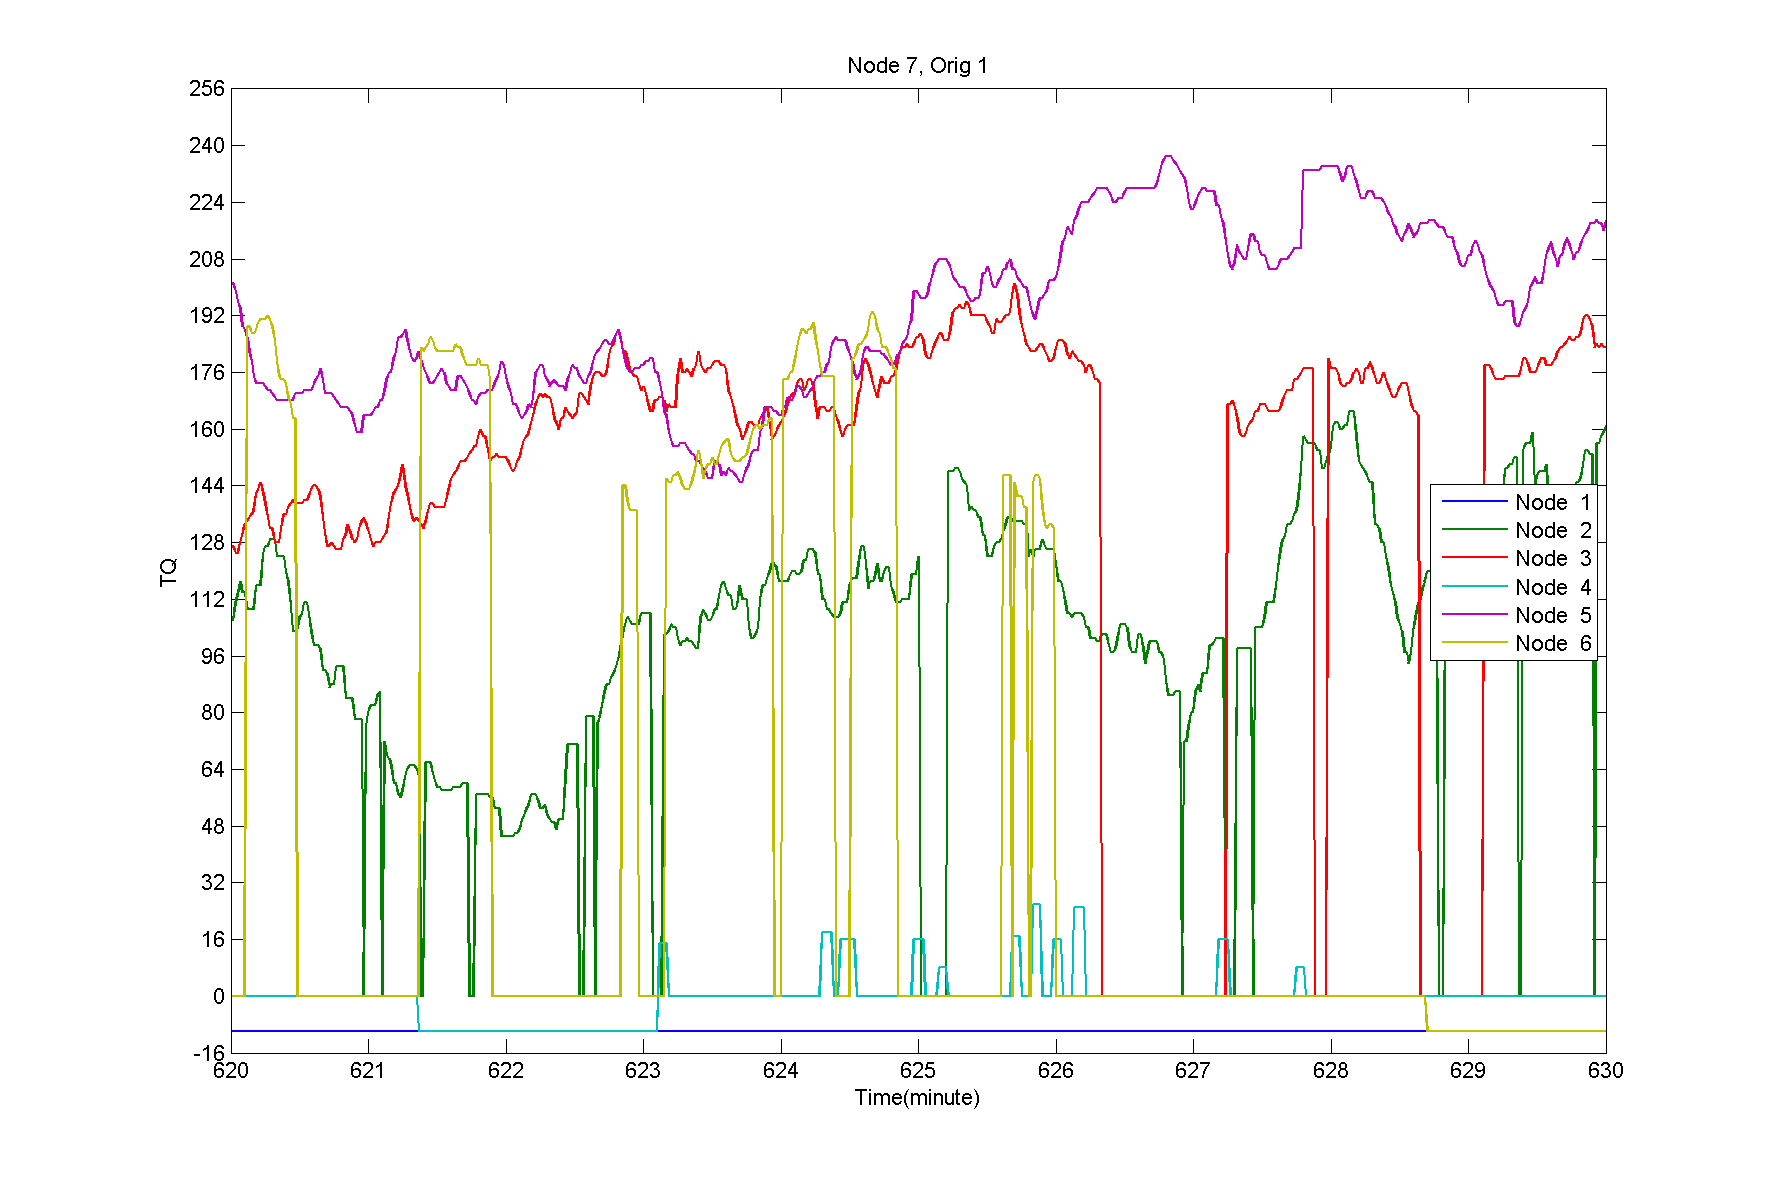 Node 7, Orig 1
256
240
224
208
192
176
160
144
128
112
96
80
64
48
32
16
0
-16
TQ
Node 1
Node 2
Node 3
Node 4
Node 5
Node 6
620 621 622 623 624 625 626 627 628 629 630
Time(minute)